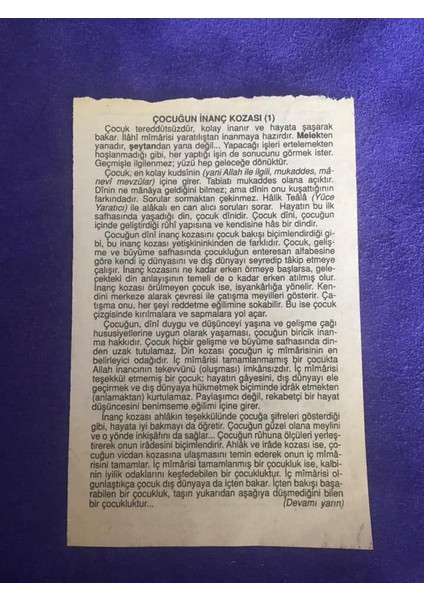 ÇOCUĞUN İNANÇ KOZASI (1)
Çocuk tereddütsüzdür, kolay inanır ve hayata şaşarak
bakar. İlâhî mîmârisi yaratılıştan inanmaya hazırdır. Melekten
yanadır, şeytandan yana değil... Yapacağı işleri ertelemekten
hoşlanmadığı gibi, her yaptığı işin de sonucunu görmek ister.
Geçmişle ilgilenmez; yüzü hep geleceğe dönüktür.
Çocuk, en kolay kudsînin (yani Allah ile ilgili, mukaddes, mâ-
nevî mevzûlar) içine girer. Tabiatı mukaddes olana açıktır.
Dînin ne mânâya geldiğini bilmez; ama dînin onu kuşattığının
farkındadır. Sorular sormaktan çekinmez. Hâlik Teâlâ (Yüce
Yaratıcı) ile alâkalı en can alıcı soruları sorar. Hayatın bu ilk
safhasında yaşadığı din, çocuk dînidir. Çocuk dîni, çocuğun
içinde geliştirdiği rûhî yapısına ve kendisine hâs bir dindir.
Çocuğun dînî inanç kozasını çocuk bakışı biçimlendirdiği gi-
bi, bu inanç kozası yetişkininkinden de farklıdır. Çocuk, geliş-
me ve büyüme safhasında çocukluğun enteresan alfabesine
göre kendi iç dünyasını ve dış dünyayı seyredip tâkip etmeye
çalışır. İnanç kozasını ne kadar erken örmeye başlarsa, gele-
cekteki din anlayışının temeli de o kadar erken atılmış olur.
İnanç kozası örülmeyen çocuk ise, isyankârlığa yönelir. Ken-
dini merkeze alarak çevresi ile çatışma meyilleri gösterir. Ça-
tışma onu, her şeyi reddetme eğilimine sokabilir. Bu ise çocuk
çizgisinde kırılmalara ve sapmalara yol açar.
Çocuğun, dînî duygu ve düşünceyi yaşına ve gelişme çağı
hususiyetlerine uygun olarak yaşaması, çocuğun biricik inan-
ma hakkıdır. Çocuk hiçbir gelişme ve büyüme safhasında din-
den uzak tutulamaz. Din kozası çocuğun iç mîmârisinin en
belirleyici odağıdır. İç mîmârisi tamamlanmamış bir çocukta
Allah inancının tekevvünü (oluşması) imkânsızdır. İç mîmârisi
teşekkül etmemiş bir çocuk; hayatın gâyesini, dış dünyayı ele
geçirmek ve dış dünyaya hükmetmek biçiminde idrâk etmekten
(anlamaktan) kurtulamaz. Paylaşımcı değil, rekabetçi bir hayat
düşüncesini benimseme eğilimi içine girer.
İnanç kozası ahlâkın teşekkülünde çocuğa şifreleri gösterdiği
gibi, hayata iyi bakmayı da öğretir. Çocuğun güzel olana meylini
ve o yönde inkişâfını da sağlar... Çocuğun rûhuna ölçüleri yerleş-
tirerek onun irâdesini biçimlendirir. Ahlâk ve irâde kozası ise, ço-
cuğun vicdan kozasına ulaşmasını temin ederek onun iç mîmâ-
risini tamamlar. İç mîmârisi tamamlanmış bir çocukluk ise, kalbi-
nin iyilik odaklarını keşfedebilen bir çocukluktur. İç mîmârisi ol-
gunlaştıkça çocuk dış dünyaya da içten bakar. İçten bakışı başa-
rabilen bir çocukluk, taşın yukarıdan aşağıya düşmediğini bilen
bir çocukluktur... (Devamı yarın)